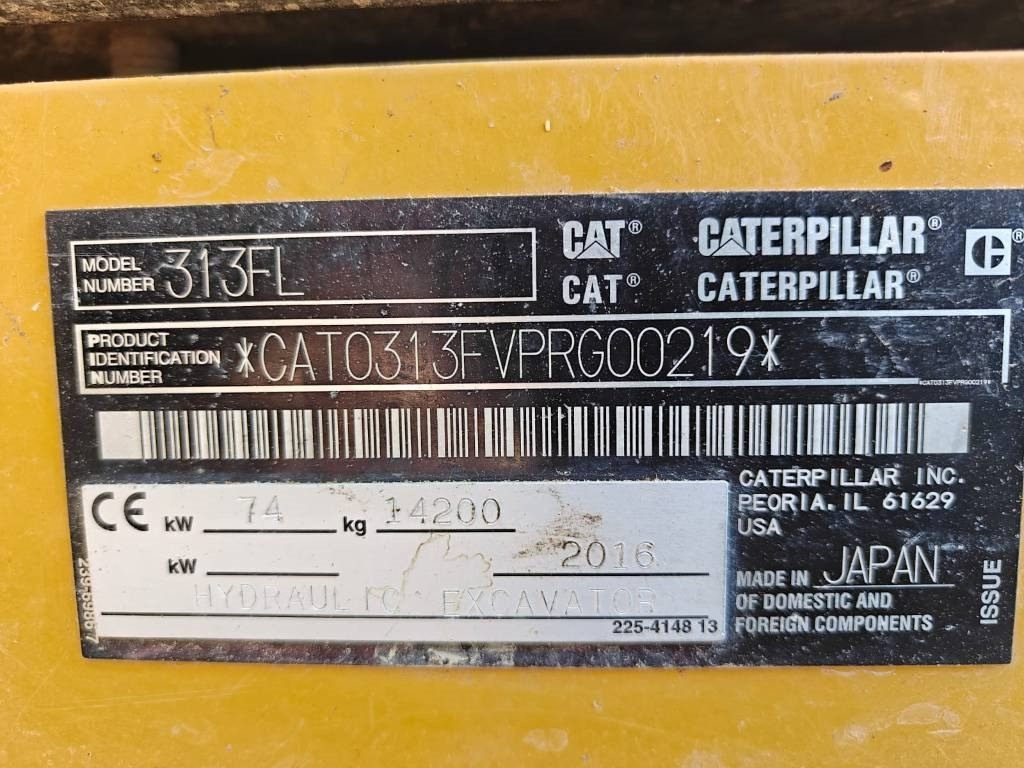 MODEL NUMBER 313FL
CAT® CATERPILLAR®
CAT® CATERPILLAR®
PRODUCT IDENTIFICATION NUMBER *CAT0313FVPRG00219*
*CAT0313FVPRG00219*
CE kW 74 kg 14200
kW 2016
HYDRAULIC EXCAVATOR
225-4148 13
CATERPILLAR INC.
PEORIA, IL 61629
USA
MADE IN JAPAN
OF DOMESTIC AND
FOREIGN COMPONENTS
ISSUE